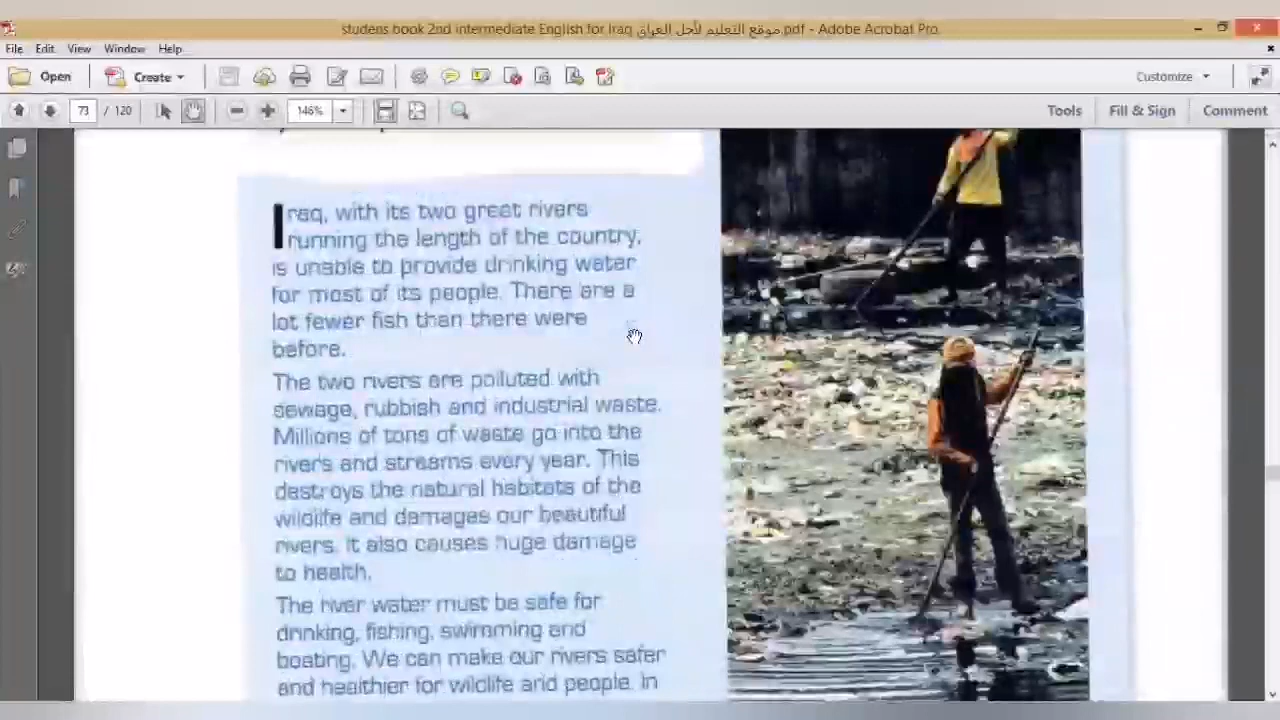 studens book 2nd intermediate English for Iraq موقع التعليم لأجل العراق.pdf - Adobe Acrobat Pro
File Edit View Window Help
Open Create Customize
73 / 120 146% Tools Fill & Sign Comment
Iraq, with its two great rivers
running the length of the country,
is unable to provide drinking water
for most of its people. There are a
lot fewer fish than there were
before.
The two rivers are polluted with
sewage, rubbish and industrial waste.
Millions of tons of waste go into the
rivers and streams every year. This
destroys the natural habitats of the
wildlife and damages our beautiful
rivers. It also causes huge damage
to health.
The river water must be safe for
drinking, fishing, swimming and
boating. We can make our rivers safer
and healthier for wildlife and people. In